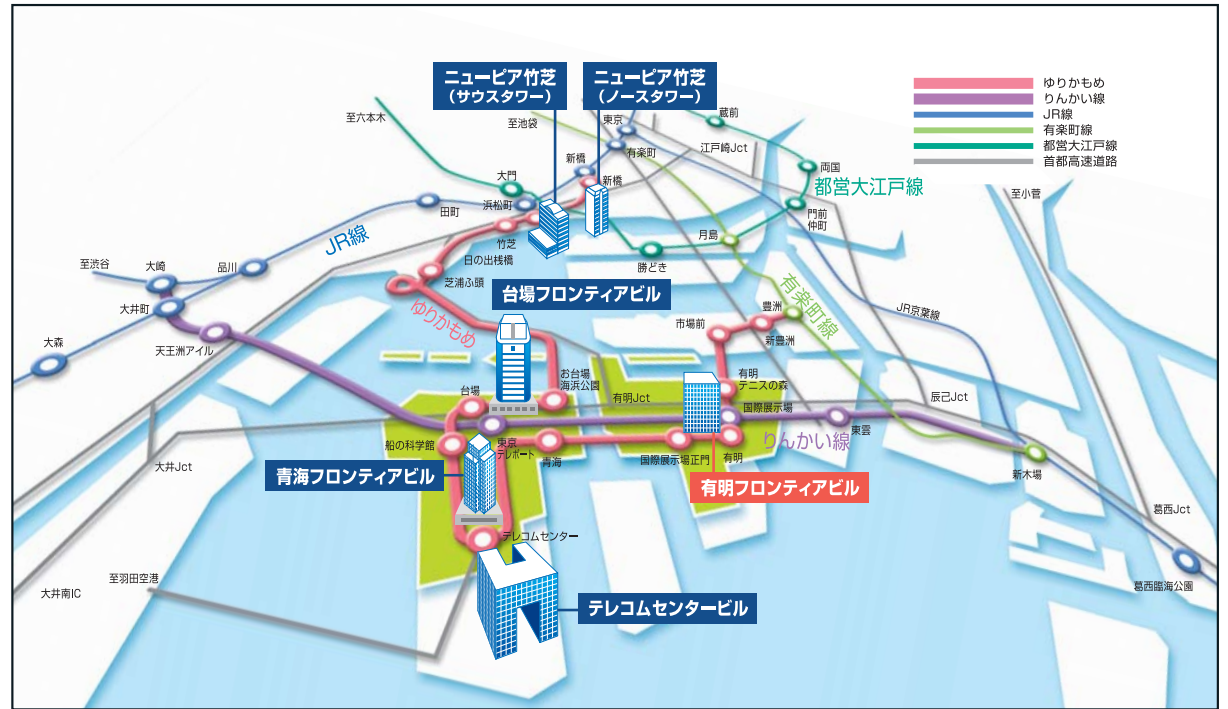 ニューピア竹芝
（サウスタワー）
ニューピア竹芝
（ノースタワー）
ゆりかもめ
りんかい線
JR線
有楽町線
都営大江戸線
首都高速道路
至六本木
至池袋
東京
蔵前
有楽町
江戸崎Jct
新橋
新橋
両国
都営大江戸線
大門
浜松町
田町
門前
仲町
至小菅
JR線
竹芝
日の出桟橋
月島
勝どき
至渋谷
大崎
品川
芝浦ふ頭
台場フロンティアビル
有楽町線
大井町
ゆりかもめ
豊洲
JR京葉線
市場前
新豊洲
大森
天王洲アイル
お台場
海浜公園
有明
テニスの森
台場
有明Jct
辰己Jct
国際展示場
東雲
船の科学館
東京
テレポート
青海
国際展示場正門
有明
りんかい線
大井Jct
青海フロンティアビル
有明フロンティアビル
新木場
葛西Jct
テレコムセンター
至羽田空港
大井南IC
葛西臨海公園
テレコムセンタービル